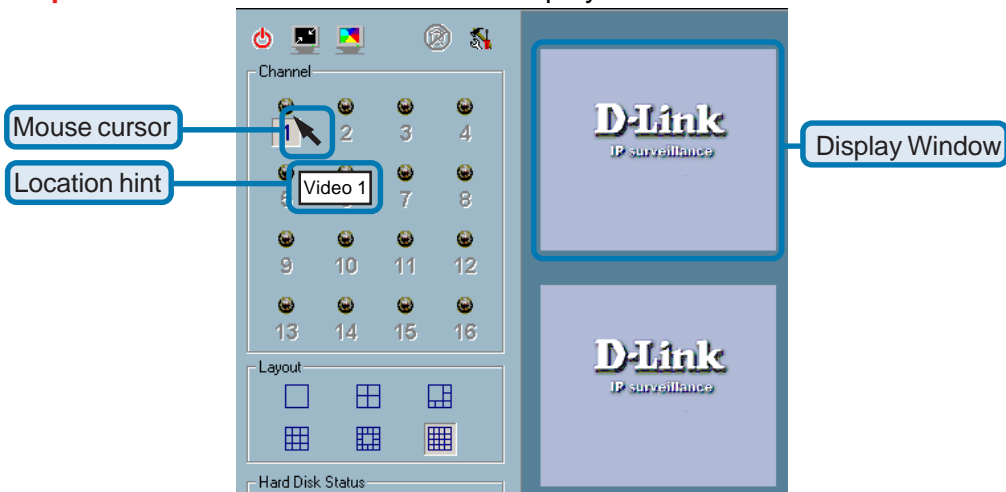 Channel
1 2 3 4
Mouse cursor
Location hint
Video 1
7 8
9 10 11 12
13 14 15 16
Layout
Hard Disk Status
D-Link
IP surveillance
Display Window
D-Link
IP surveillance